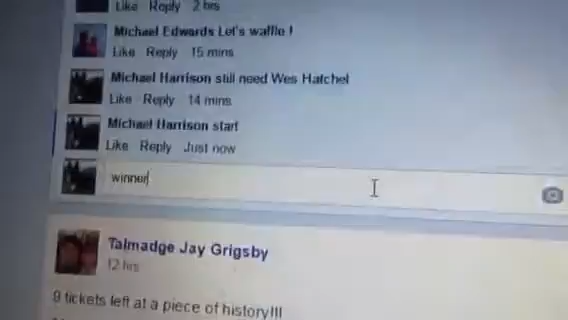 Like Reply 2 hrs
Michael Edwards Let's waffle !
Like Reply 15 mins
Michael Harrison still need Wes Hatchel
Like Reply 14 mins
Michael Harrison start
Like Reply Just now
winner
Talmadge Jay Grigsby
12 hrs
9 tickets left at a piece of history!!!